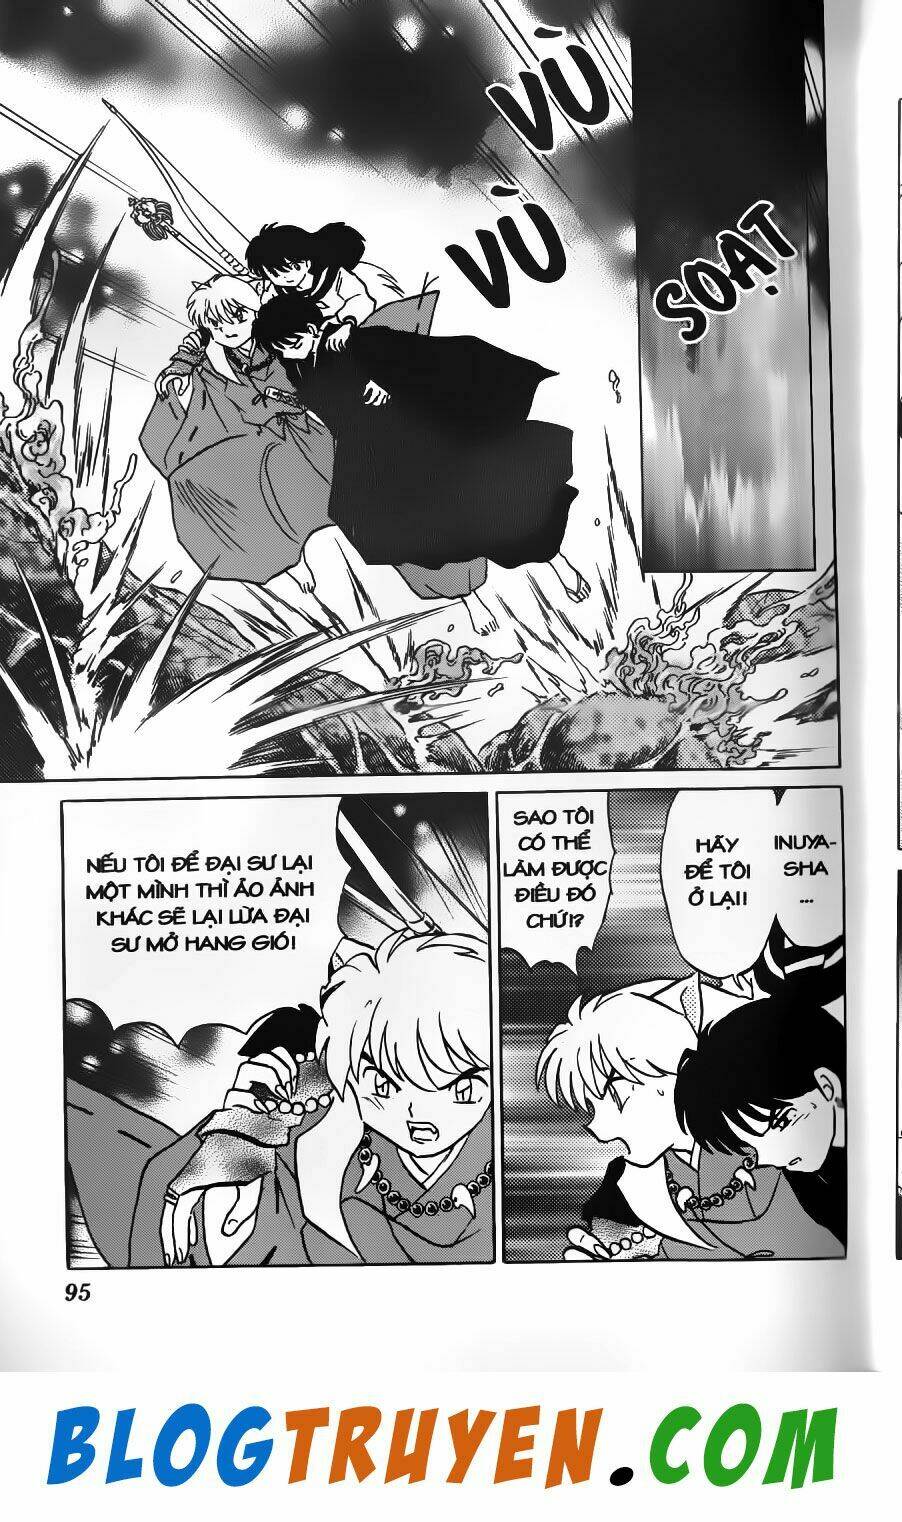 SOẠT
VÙ
VÙ
INUYA-
SHA
...
HÃY
ĐỂ TÔI
Ở LẠI!
SAO TÔI
CÓ THỂ
LÀM ĐƯỢC
ĐIỀU ĐÓ
CHỨ!?
NẾU TÔI ĐỂ ĐẠI SƯ LẠI
MỘT MÌNH THÌ ẢO ẢNH
KHÁC SẼ LẠI LỪA ĐẠI
SƯ MỞ HANG GIÓ!
95
BLOGTRUYEN.COM